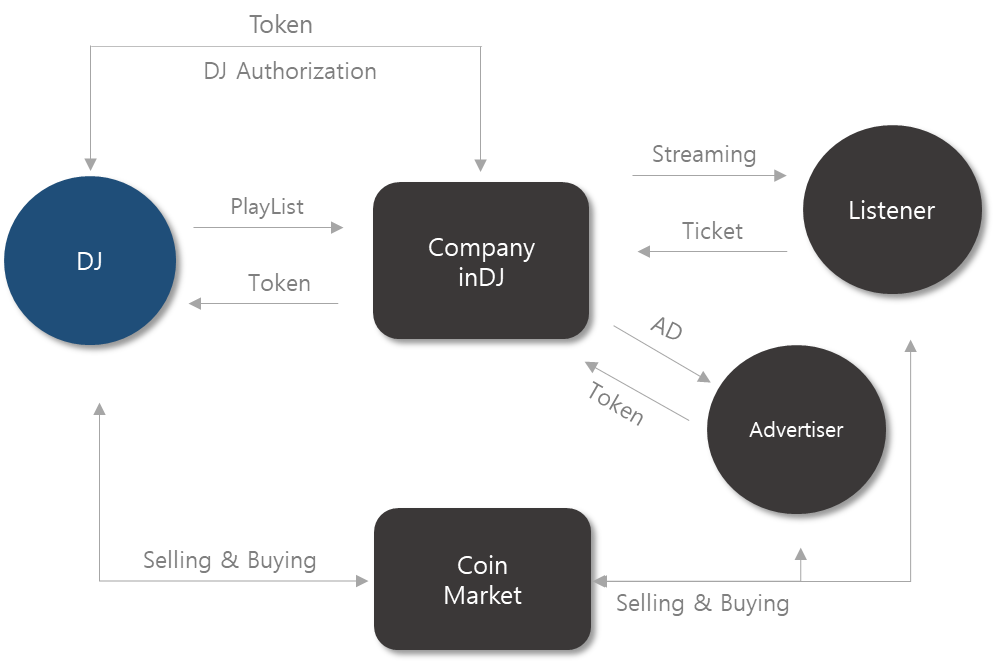 Token
DJ Authorization
Streaming
Listener
PlayList
Ticket
Company
inDJ
DJ
Token
AD
Token
Advertiser
Selling & Buying
Coin
Market
Selling & Buying